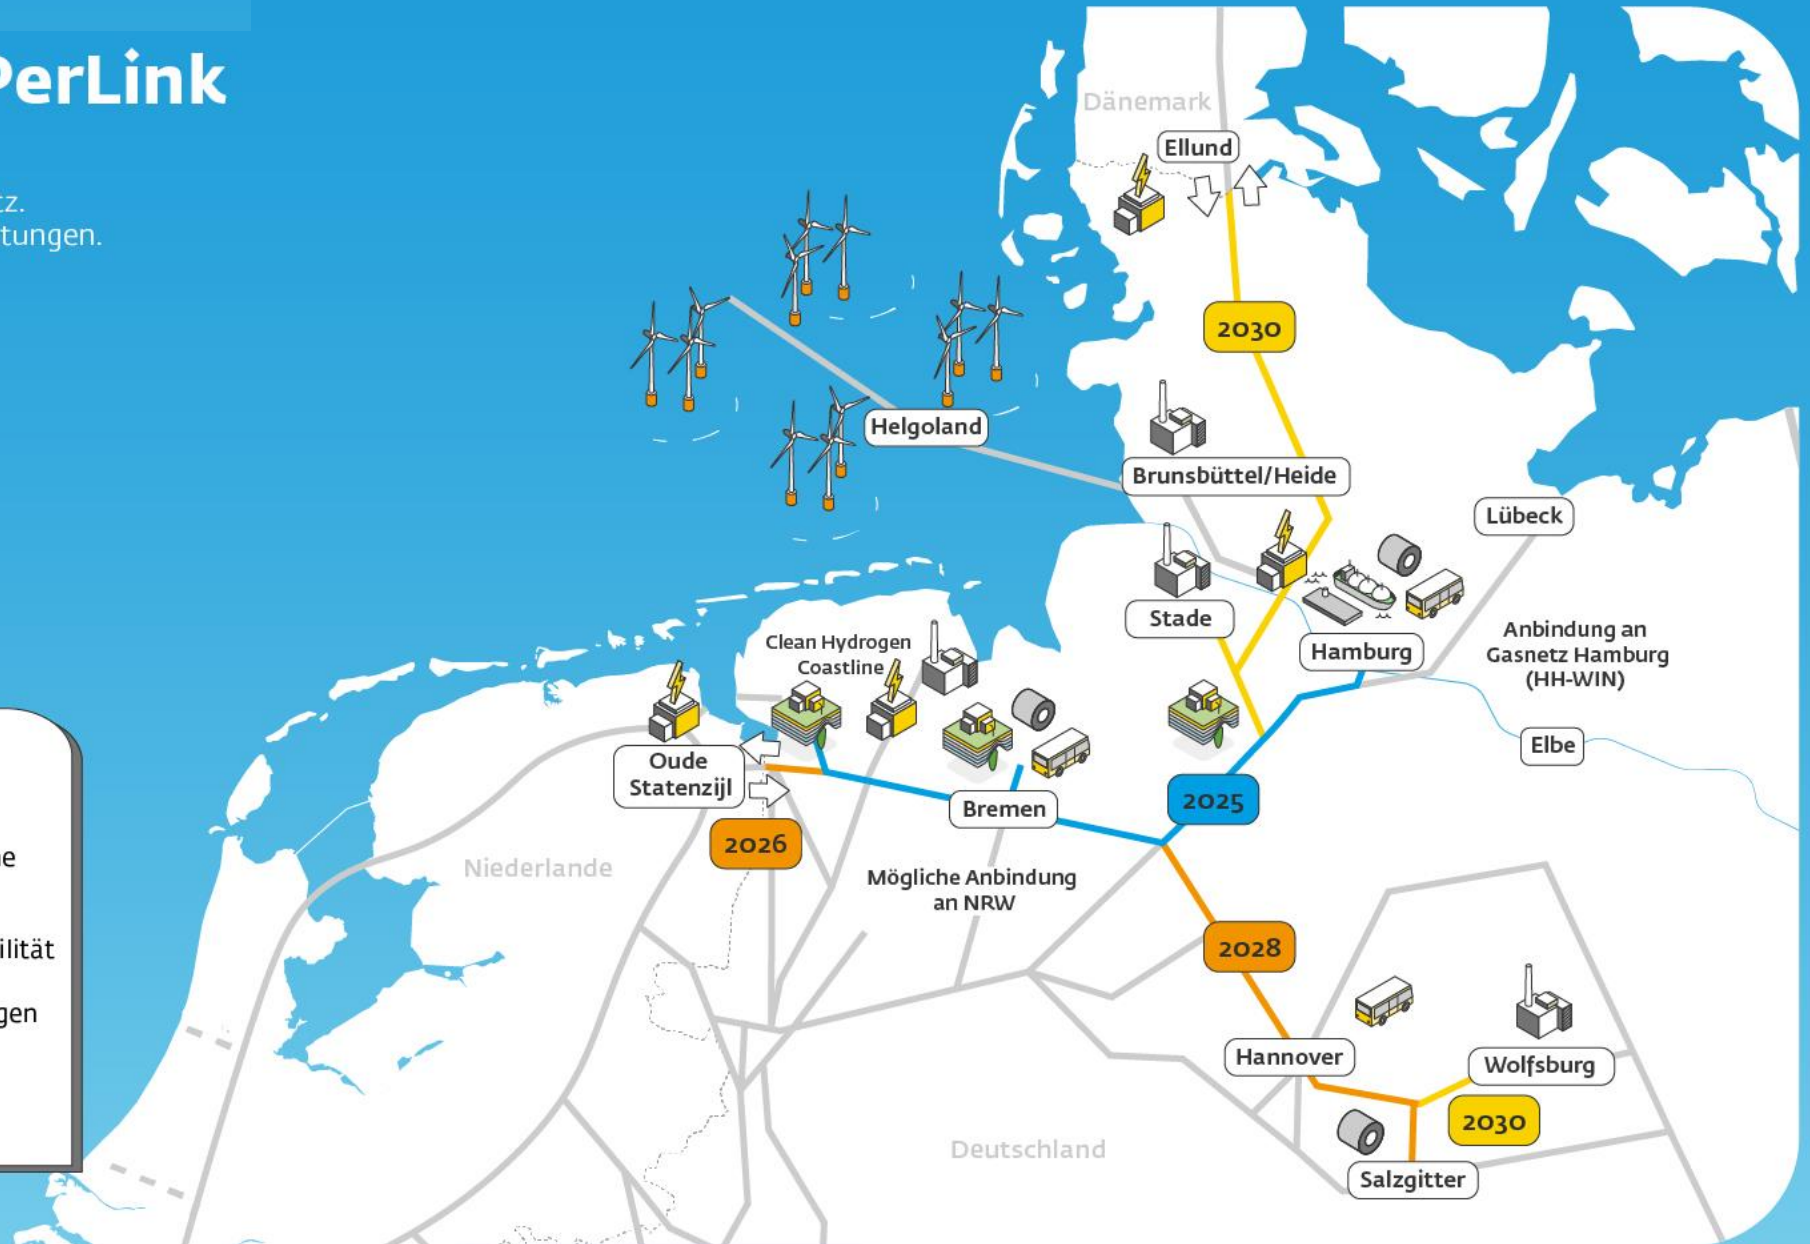 PerLink
tz.
tungen.
Dänemark
Ellund
2030
Helgoland
Brunsbüttel/Heide
Lübeck
Stade
Hamburg
Anbindung an
Gasnetz Hamburg
(HH-WIN)
Clean Hydrogen
Coastline
Elbe
Oude
Statenzijl
Bremen
2025
2026
Niederlande
Mögliche Anbindung
an NRW
2028
Hannover
Wolfsburg
2030
Deutschland
Salzgitter
e
ilität
gen